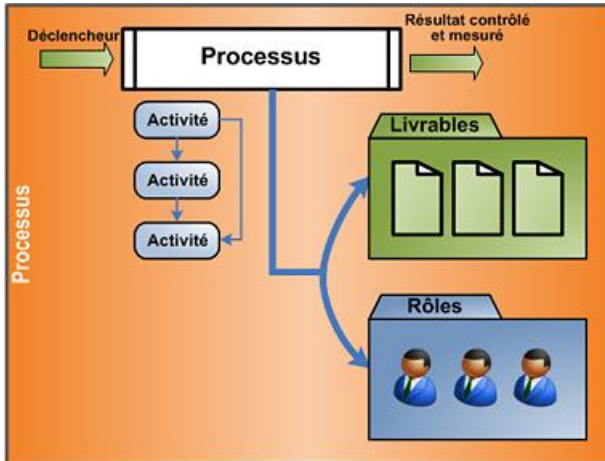 Déclencheur
Processus
Résultat contrôlé
et mesuré
Activité
Activité
Activité
Livrables
Rôles
Processus